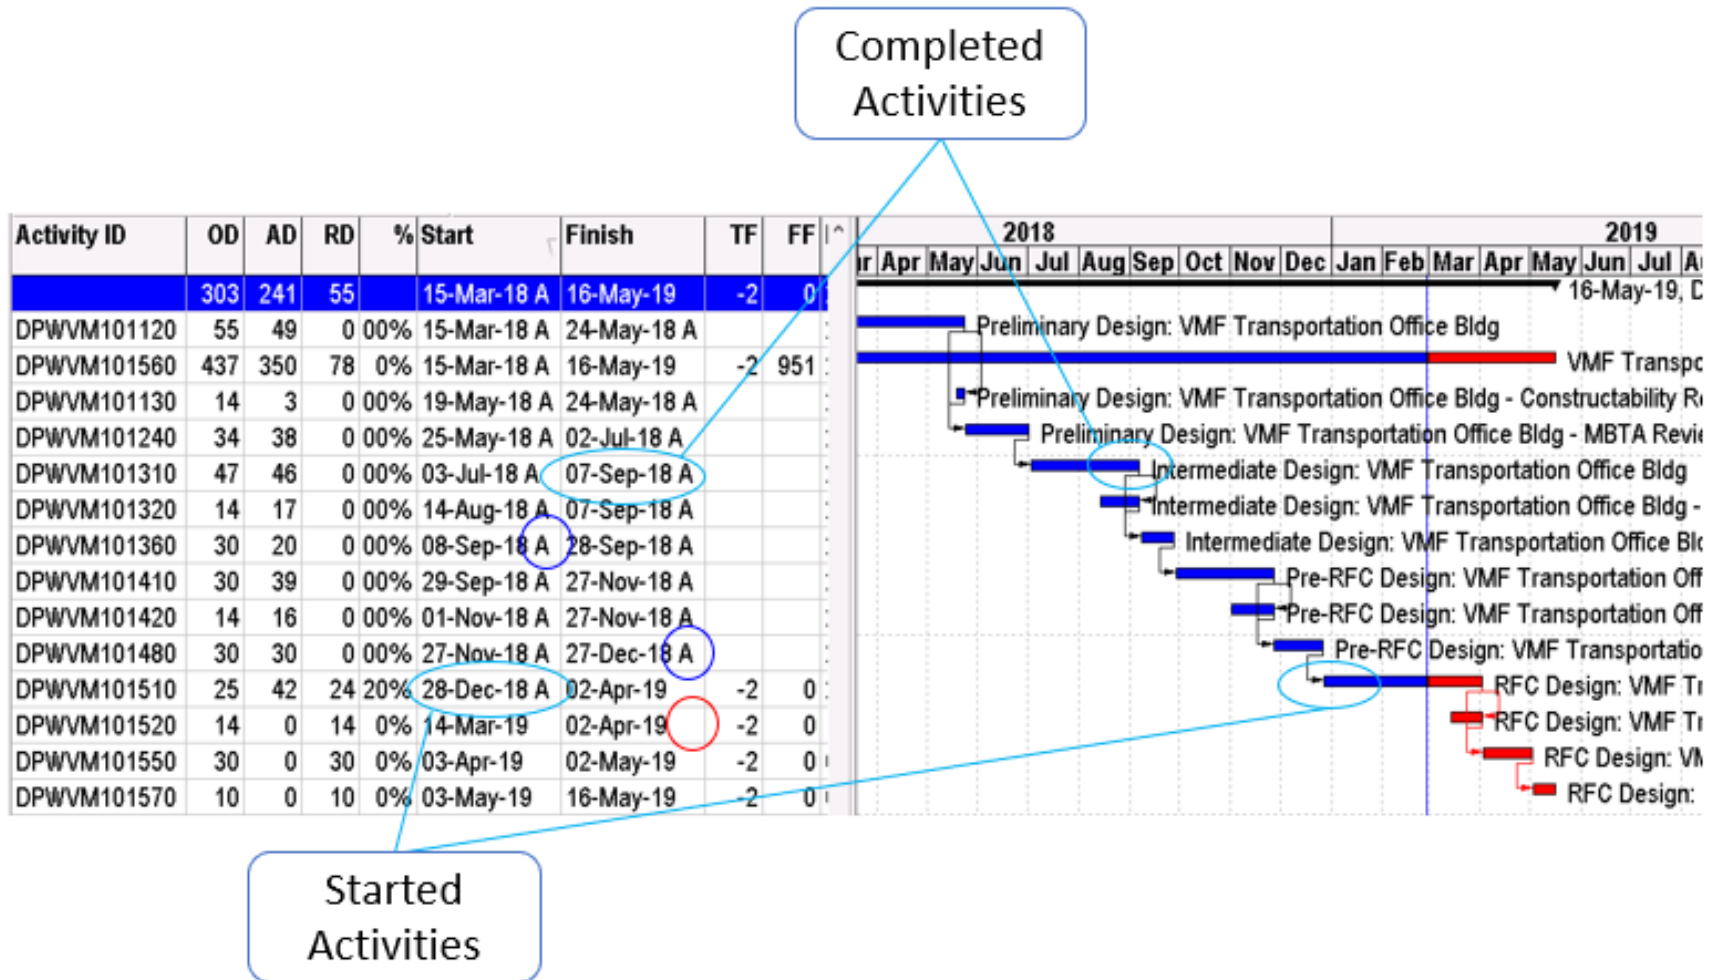 Completed
Activities
Activity ID OD AD RD % Start Finish TF FF
2018 2019
Apr May Jun Jul Aug Sep Oct Nov Dec Jan Feb Mar Apr May Jun Jul
303 241 55 15-Mar-18 A 16-May-19 -2 0 16-May-19, D
DPWVM101120 55 49 0 00% 15-Mar-18 A 24-May-18 A Preliminary Design: VMF Transportation Office Bldg
DPWVM101560 437 350 78 0% 15-Mar-18 A 16-May-19 -2 951 VMF Transpo
DPWVM101130 14 3 0 00% 19-May-18 A 24-May-18 A Preliminary Design: VMF Transportation Office Bldg - Constructability R
DPWVM101240 34 38 0 00% 25-May-18 A 02-Jul-18 A Preliminary Design: VMF Transportation Office Bldg - MBTA Revie
DPWVM101310 47 46 0 00% 03-Jul-18 A 07-Sep-18 A Intermediate Design: VMF Transportation Office Bldg
DPWVM101320 14 17 0 00% 14-Aug-18 A 07-Sep-18 A Intermediate Design: VMF Transportation Office Bldg -
DPWVM101360 30 20 0 00% 08-Sep-18 A 28-Sep-18 A Intermediate Design: VMF Transportation Office Blo
DPWVM101410 30 39 0 00% 29-Sep-18 A 27-Nov-18 A Pre-RFC Design: VMF Transportation Off
DPWVM101420 14 16 0 00% 01-Nov-18 A 27-Nov-18 A Pre-RFC Design: VMF Transportation Off
DPWVM101480 30 30 0 00% 27-Nov-18 A 27-Dec-18 A Pre-RFC Design: VMF Transportatio
DPWVM101510 25 42 24 20% 28-Dec-18 A 02-Apr-19 -2 0 RFC Design: VMF Tr
DPWVM101520 14 0 14 0% 14-Mar-19 02-Apr-19 -2 0 RFC Design: VMF Tr
DPWVM101550 30 0 30 0% 03-Apr-19 02-May-19 -2 0 RFC Design: VM
DPWVM101570 10 0 10 0% 03-May-19 16-May-19 -2 0 RFC Design:
Started
Activities